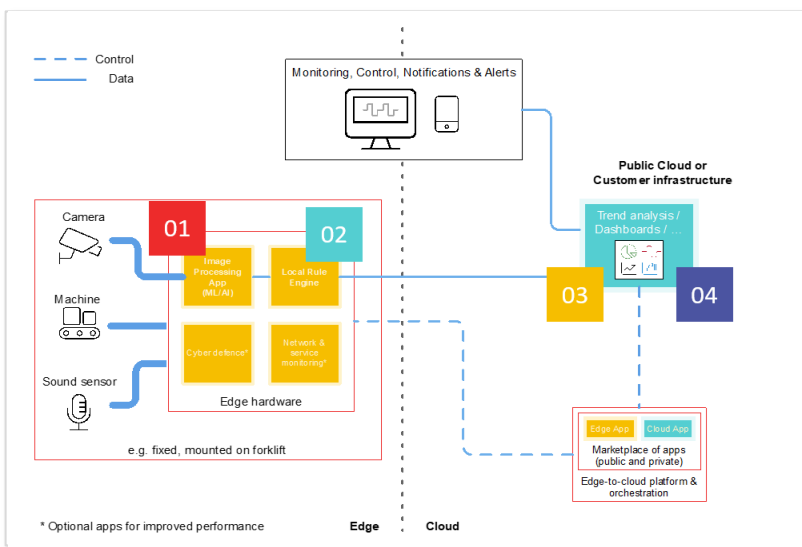 Control
Data
Monitoring, Control, Notifications & Alerts
Public Cloud or
Customer infrastructure
Trend analysis /
Dashboards / ...
01
02
03
04
Camera
Machine
Sound sensor
Image
Processing
App
(ML/AI)
Local Rule
Engine
Cyber defence*
Network &
service
monitoring*
Edge hardware
e.g. fixed, mounted on forklift
Edge App
Cloud App
Marketplace of apps
(public and private)
Edge-to-cloud platform &
orchestration
* Optional apps for improved performance
Edge
Cloud